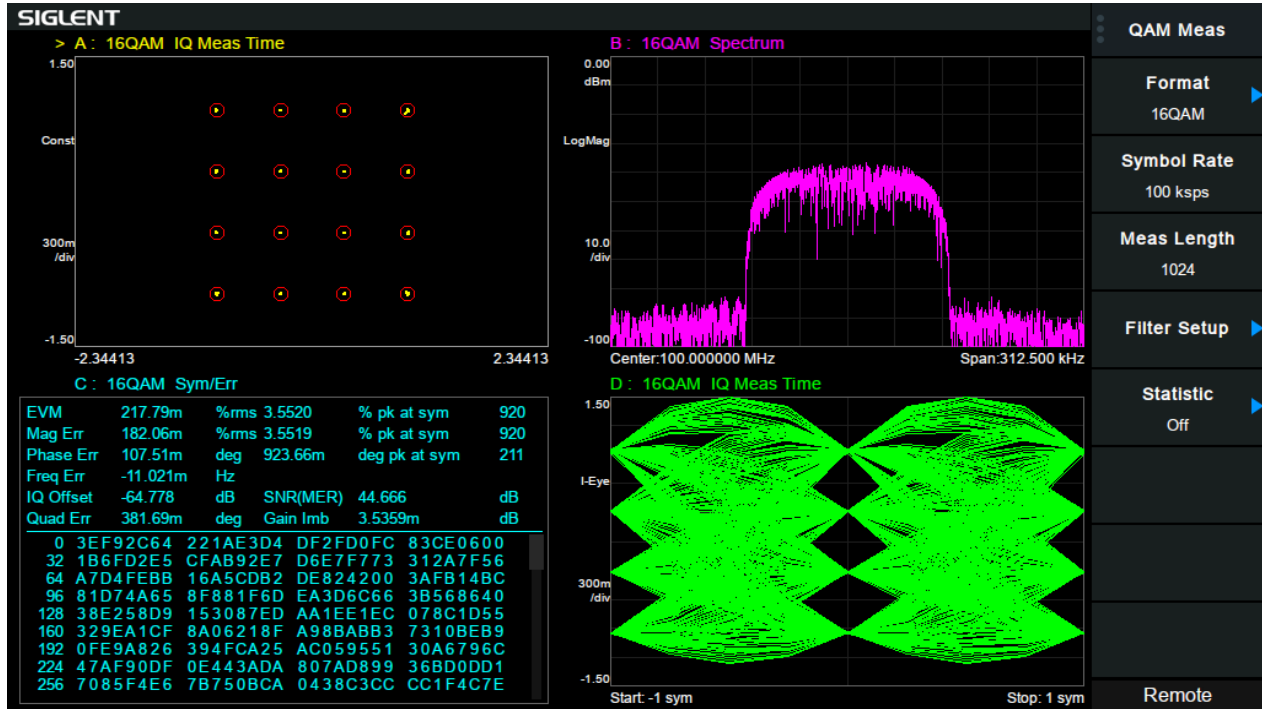 SIGLENT
> A: 16QAM IQ Meas Time
1.50
Const
300m
/div
-1.50
-2.34413 2.34413
B: 16QAM Spectrum
0.00
dBm
LogMag
10.0
/div
-100
Center:100.000000 MHz Span:312.500 kHz
C: 16QAM Sym/Err
EVM 217.79m %rms 3.5520 % pk at sym 920
Mag Err 182.06m %rms 3.5519 % pk at sym 920
Phase Err 107.51m deg 923.66m deg pk at sym 211
Freq Err -11.021m Hz
IQ Offset -64.778 dB SNR(MER) 44.666 dB
Quad Err 381.69m deg Gain Imb 3.5359m dB
0 3EF92C64 221AE3D4 DF2FD0FC 83CE0600
32 1B6FD2E5 CFAB92E7 D6E7F773 312A7F56
64 A7D4FEBB 16A5CDB2 DE824200 3AFB14BC
96 81D74A65 8F881F6D EA3D6C66 3B568640
128 38E258D9 153087ED AA1EE1EC 078C1D55
160 329EA1CF 8A06218F A98BABB3 7310BEB9
192 0FE9A826 394FCA25 AC059551 30A6796C
224 47AF90DF 0E443ADA 807AD899 36BD0DD1
256 7085F4E6 7B750BCA 0438C3CC CC1F4C7E
D: 16QAM IQ Meas Time
1.50
I-Eye
300m
/div
-1.50
Start: -1 sym Stop: 1 sym
QAM Meas
Format
16QAM
Symbol Rate
100 ksps
Meas Length
1024
Filter Setup
Statistic
Off
Remote